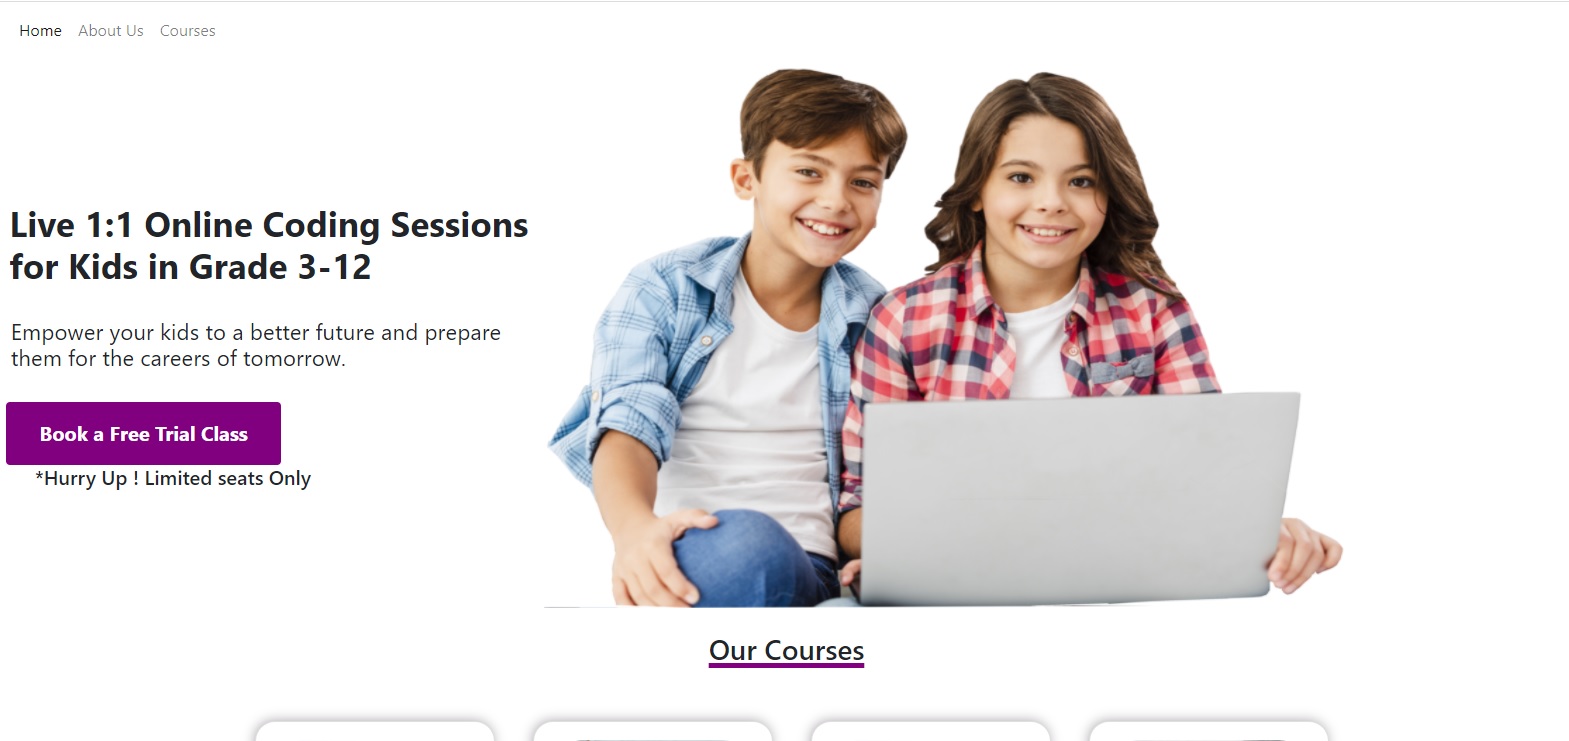 Home About Us Courses
Live 1:1 Online Coding Sessions
for Kids in Grade 3-12
Empower your kids to a better future and prepare
them for the careers of tomorrow.
Book a Free Trial Class
*Hurry Up ! Limited seats Only
Our Courses